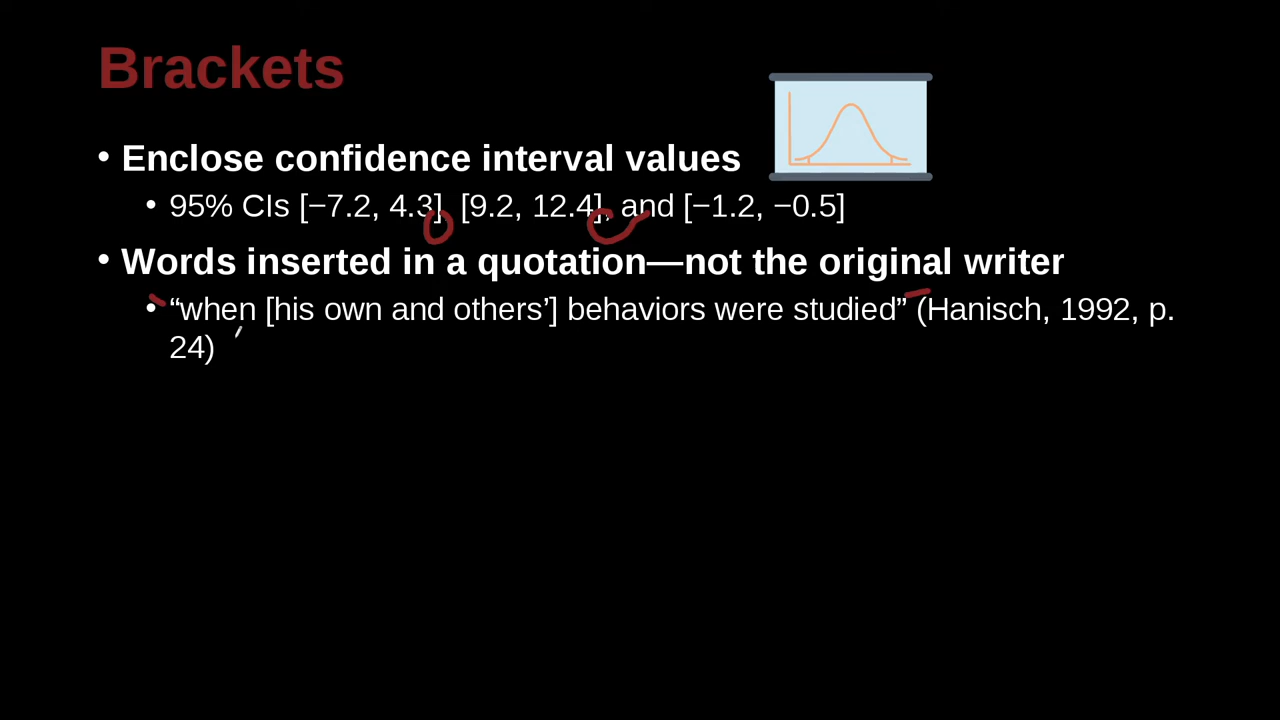 Brackets
• Enclose confidence interval values
• 95% CIs [−7.2, 4.3], [9.2, 12.4], and [−1.2, −0.5]
• Words inserted in a quotation—not the original writer
• “when [his own and others’] behaviors were studied” (Hanisch, 1992, p.
24)